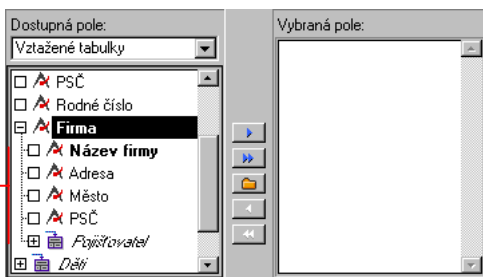 Dostupná pole:
Vybraná pole:
Vztažené tabulky
PSČ
Rodné číslo
Firma
Název firmy
Adresa
Město
PSČ
Pojišťovatel
Děti